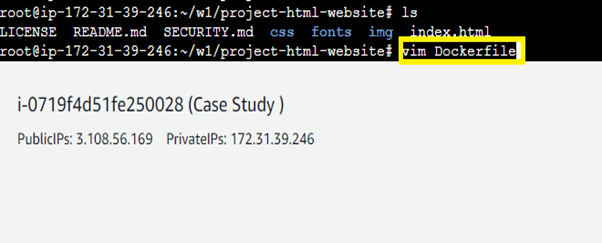 root@ip-172-31-39-246:~/w1/project-html-website# ls
LICENSE README.md SECURITY.md css fonts img index.html
root@ip-172-31-39-246:~/w1/project-html-website# vim Dockerfile
i-0719f4d51fe250028 (Case Study )
PublicIPs: 3.108.56.169 PrivateIPs: 172.31.39.246